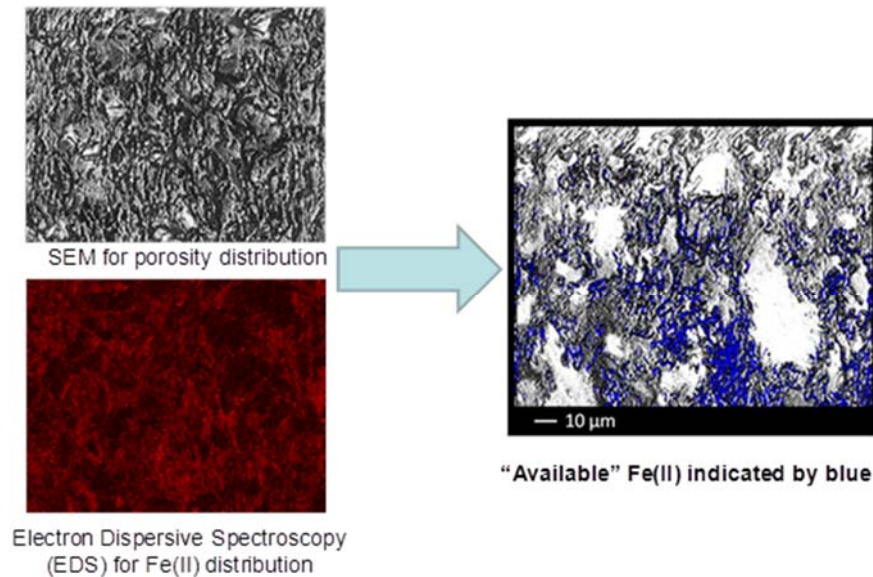 SEM for porosity distribution
Electron Dispersive Spectroscopy
(EDS) for Fe(II) distribution
10 µm
“Available” Fe(II) indicated by blue